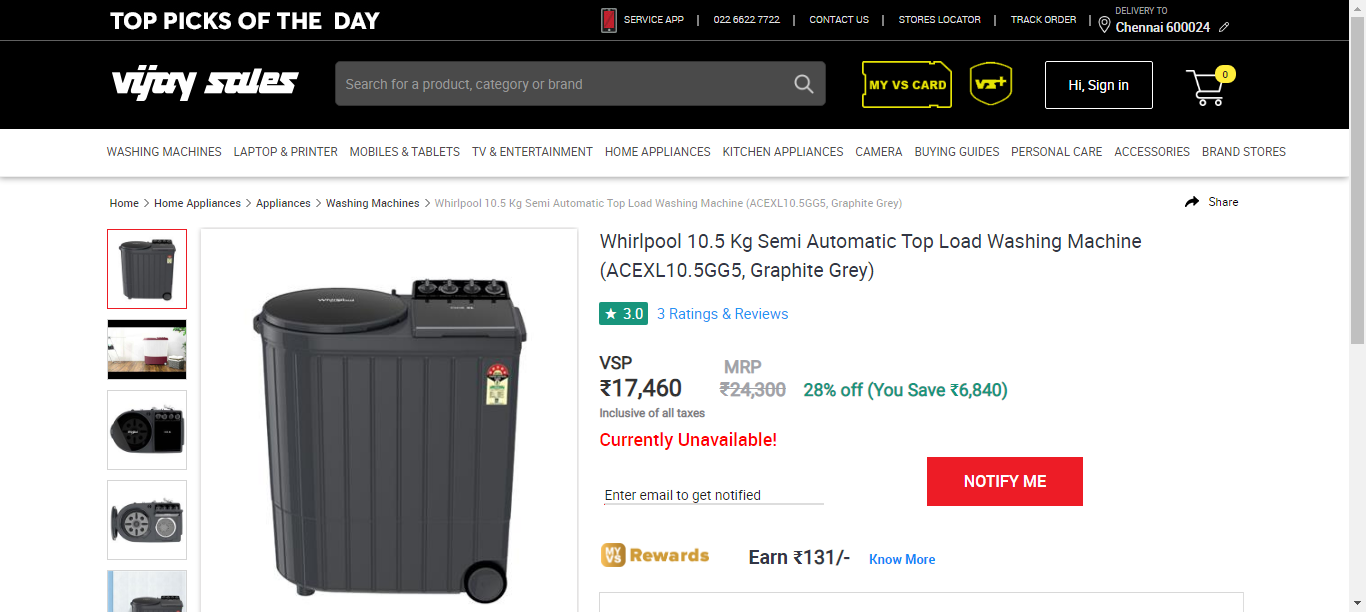 TOP PICKS OF THE DAY
SERVICE APP | 022 6622 7722 | CONTACT US | STORES LOCATOR | TRACK ORDER |
DELIVERY TO
Chennai 600024
vijay sales
Search for a product, category or brand
MY VS CARD
VS+
Hi, Sign in
0
WASHING MACHINES LAPTOP & PRINTER MOBILES & TABLETS TV & ENTERTAINMENT HOME APPLIANCES KITCHEN APPLIANCES CAMERA BUYING GUIDES PERSONAL CARE ACCESSORIES BRAND STORES
Home > Home Appliances > Appliances > Washing Machines > Whirlpool 10.5 Kg Semi Automatic Top Load Washing Machine (ACEXL10.5GG5, Graphite Grey)
Share
Whirlpool
Whirlpool 10.5 Kg Semi Automatic Top Load Washing Machine
(ACEXL10.5GG5, Graphite Grey)
★ 3.0 3 Ratings & Reviews
VSP MRP
₹17,460 ₹24,300 28% off (You Save ₹6,840)
Inclusive of all taxes
Currently Unavailable!
Enter email to get notified
NOTIFY ME
MY VS Rewards Earn ₹131/- Know More